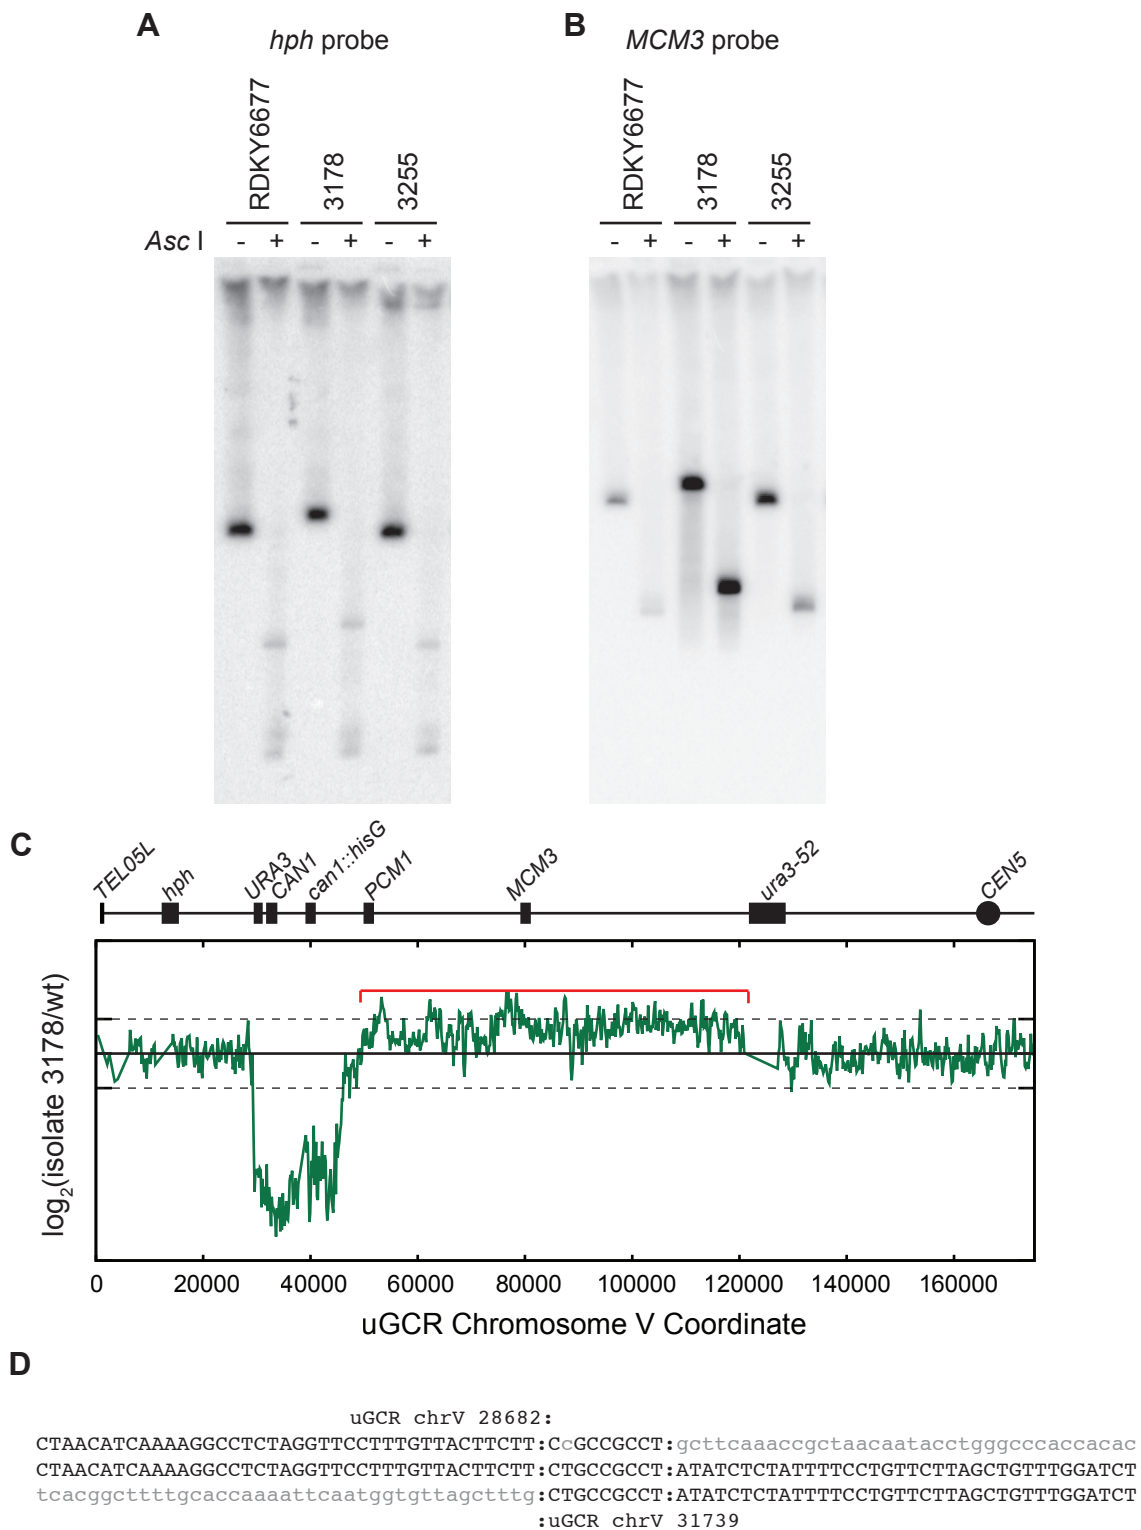 A
hph probe
B
MCM3 probe
RDKY6677
3178
3255
RDKY6677
3178
3255
Asc I - + - + - +
- + - + - +
C
TEL05L
hph
URA3
CAN1
can1::hisG
PCM1
MCM3
ura3-52
CEN5
log2(isolate 3178/wt)
0 20000 40000 60000 80000 100000 120000 140000 160000
uGCR Chromosome V Coordinate
D
uGCR chrV 28682:
CTAACATCAAAAGGCCTCTAGGTTCCTTTGTTACTTCTT:CcGCCGCCT:gcttcaaaccgctaacaatacctgggcccaccacac
CTAACATCAAAAGGCCTCTAGGTTCCTTTGTTACTTCTT:CTGCCGCCT:ATATCTCTATTTTCCTGTTCTTAGCTGTTTGGATCT
tcacggcttttgcaccaaaattcaatggtgttagctttg:CTGCCGCCT:ATATCTCTATTTTCCTGTTCTTAGCTGTTTGGATCT
:uGCR chrV 31739